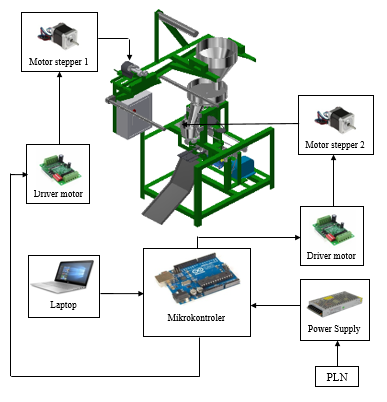 Motor stepper 1
Motor stepper 2
Driver motor
Driver motor
Laptop
Mikrokontroler
Power Supply
PLN